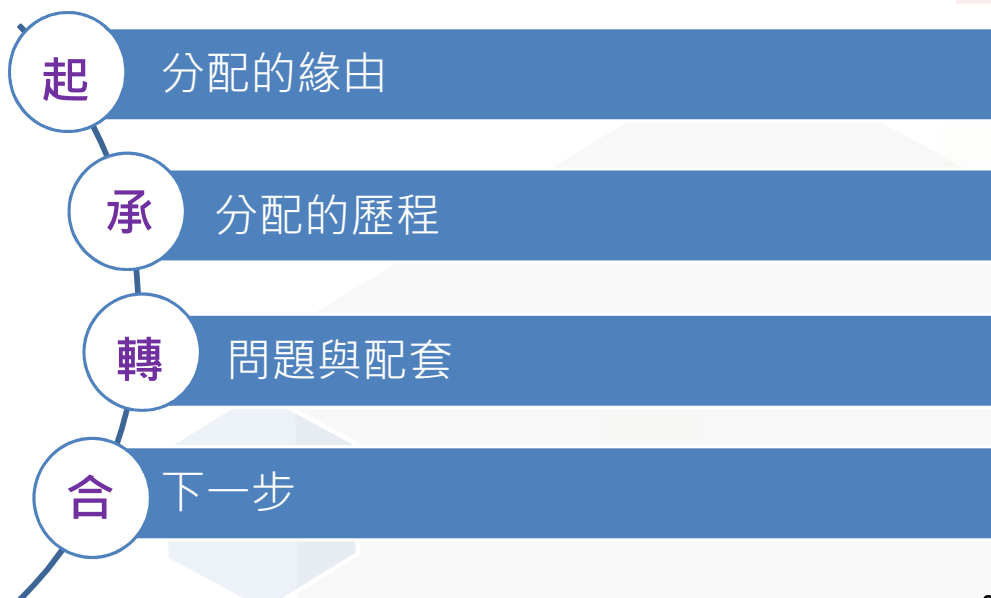 起 分配的緣由
承 分配的歷程
轉 問題與配套
合 下一步